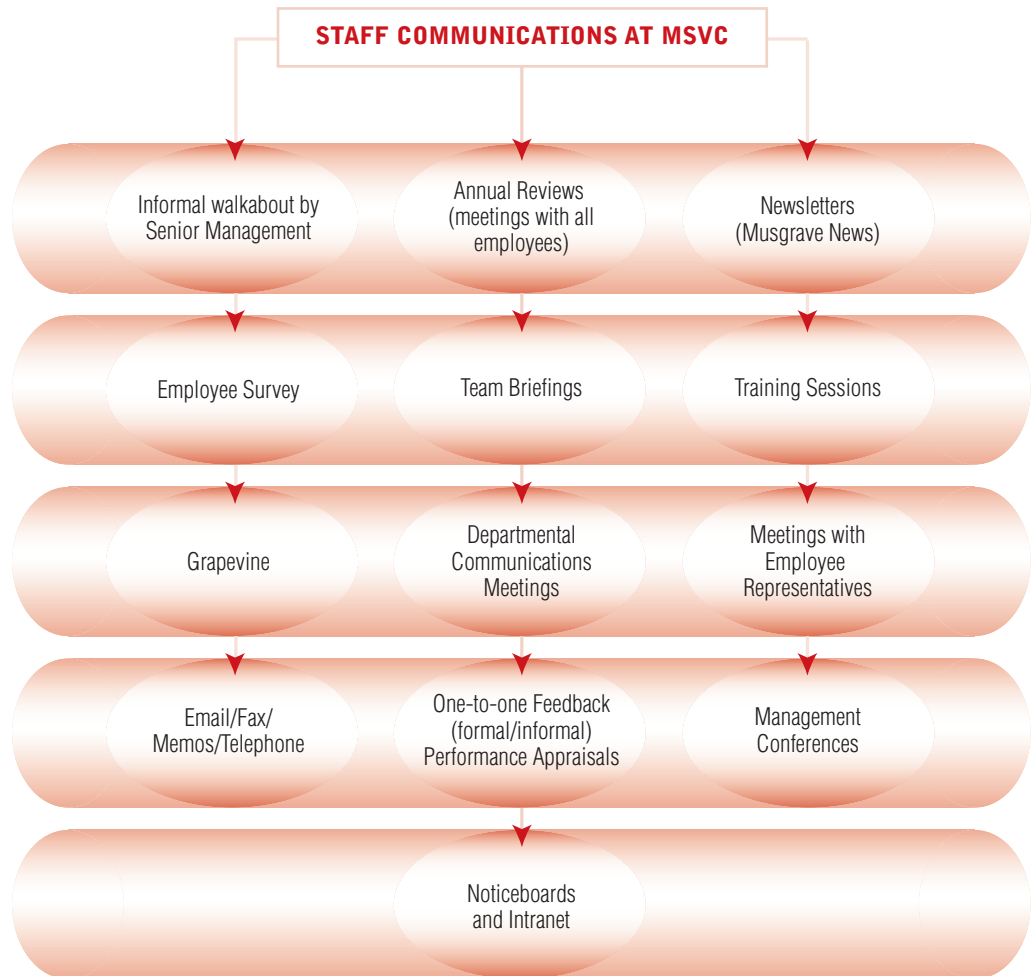 STAFF COMMUNICATIONS AT MSVC
Informal walkabout by
Senior Management
Annual Reviews
(meetings with all
employees)
Newsletters
(Musgrave News)
Employee Survey
Team Briefings
Training Sessions
Grapevine
Departmental
Communications
Meetings
Meetings with
Employee
Representatives
Email/Fax/
Memos/Telephone
One-to-one Feedback
(formal/informal)
Performance Appraisals
Management
Conferences
Noticeboards
and Intranet